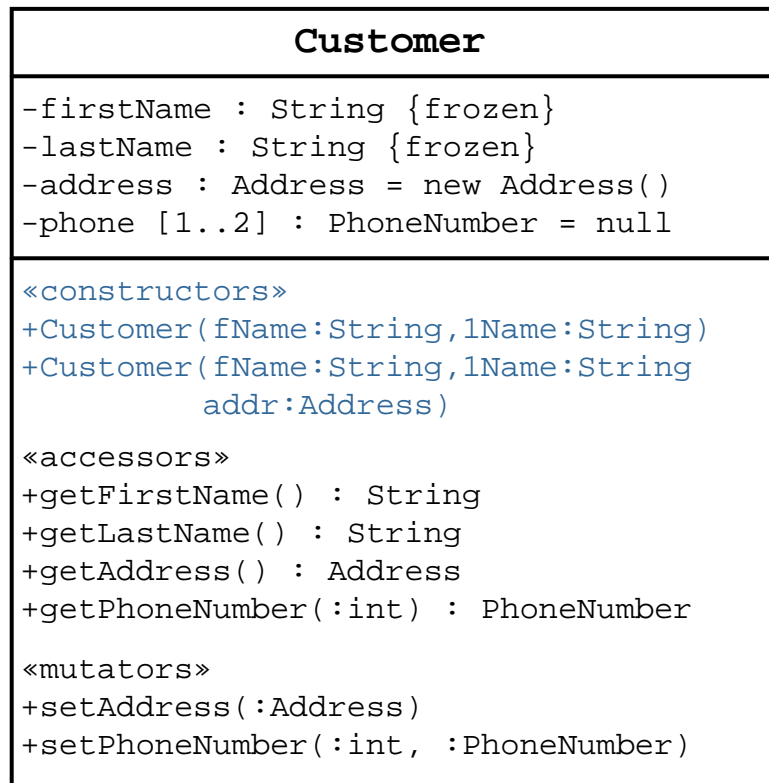 Customer
-firstName : String {frozen}
-lastName : String {frozen}
-address : Address = new Address()
-phone [1..2] : PhoneNumber = null
«constructors»
+Customer(fName:String,1Name:String)
+Customer(fName:String,1Name:String
addr:Address)
«accessors»
+getFirstName() : String
+getLastName() : String
+getAddress() : Address
+getPhoneNumber(:int) : PhoneNumber
«mutators»
+setAddress(:Address)
+setPhoneNumber(:int, :PhoneNumber)